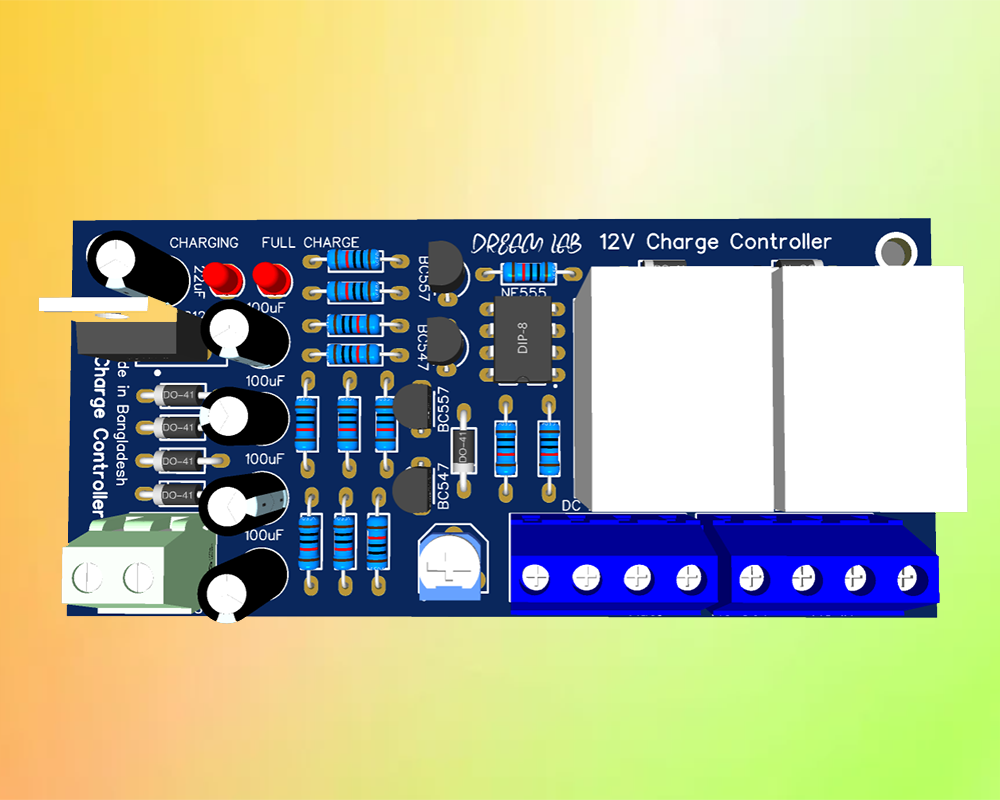 CHARGING
FULL CHARGE
DREAM LAB
12V Charge Controller
22uF
100uF
BC557
NE555
DIP-8
BC547
100uF
DO-41
DO-41
DO-41
DO-41
de in Bangladesh
Charge Controller
100uF
100uF
BC557
DO-41
BC547
DC